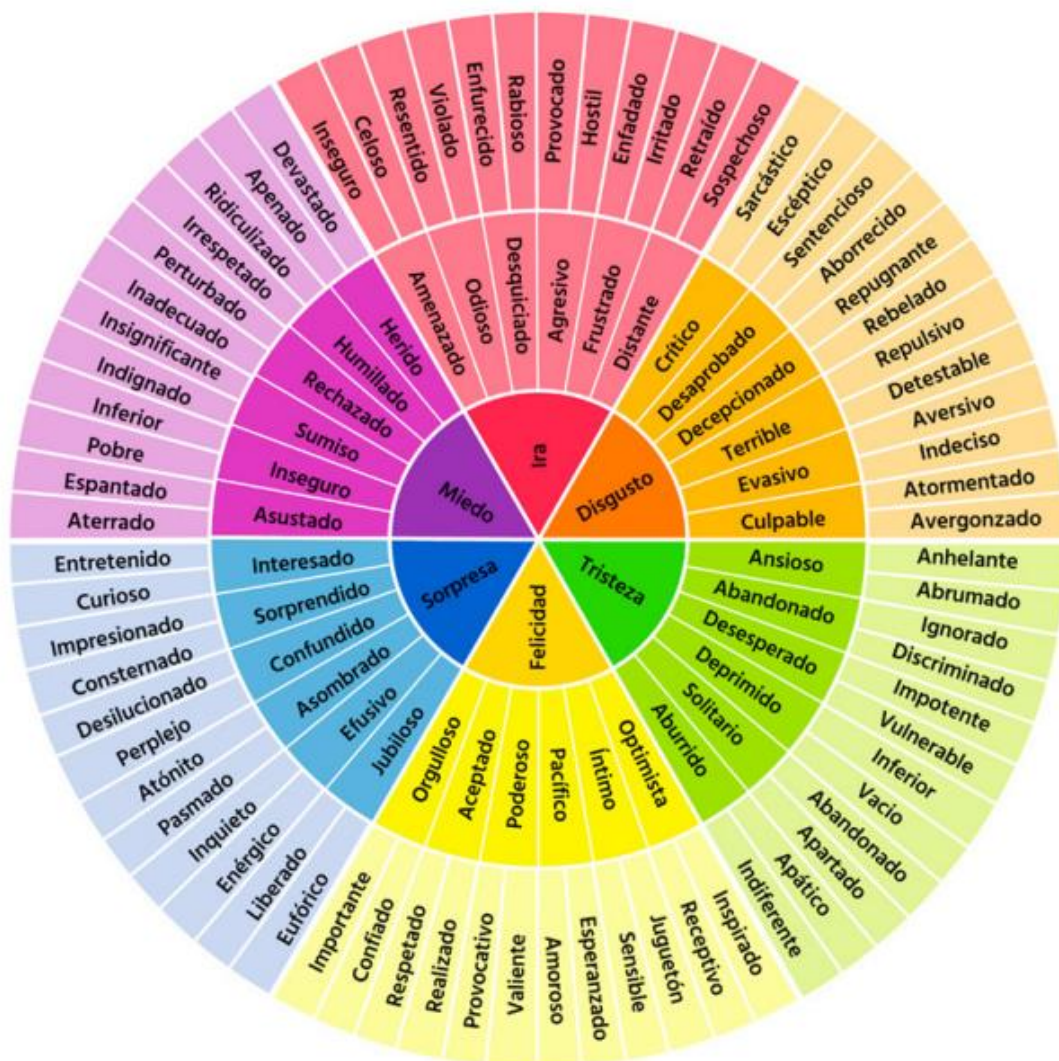 Ira
Disgusto
Tristeza
Felicidad
Sorpresa
Miedo
Amenazado
Odioso
Desquiciado
Agresivo
Frustrado
Distante
Crítico
Desaprobado
Decepcionado
Terrible
Evasivo
Culpable
Ansioso
Abandonado
Desesperado
Deprimido
Solitario
Aburrido
Optimista
Íntimo
Pacífico
Poderoso
Aceptado
Orgulloso
Jubiloso
Efusivo
Asombrado
Confundido
Sorprendido
Interesado
Asustado
Inseguro
Sumiso
Rechazado
Humillado
Herido
Inseguro
Celoso
Resentido
Violado
Enfurecido
Rabioso
Provocado
Hostil
Enfadado
Irritado
Retraído
Sospechoso
Sarcástico
Escéptico
Sentencioso
Aborrecido
Repugnante
Rebelado
Repulsivo
Detestable
Aversivo
Indeciso
Atormentado
Avergonzado
Anhelante
Abrumado
Ignorado
Discriminado
Impotente
Vulnerable
Inferior
Vacio
Abandonado
Apartado
Apático
Indiferente
Inspirado
Receptivo
Juguetón
Sensible
Esperanzado
Amoroso
Valiente
Provocativo
Realizado
Respetado
Confiado
Importante
Eufórico
Liberado
Enérgico
Inquieto
Pasmado
Atónito
Perplejo
Desilucionado
Consternado
Impresionado
Curioso
Entretenido
Aterrado
Espantado
Pobre
Inferior
Indignado
Insignificante
Inadecuado
Perturbado
Irrespetado
Ridiculizado
Apenado
Devastado